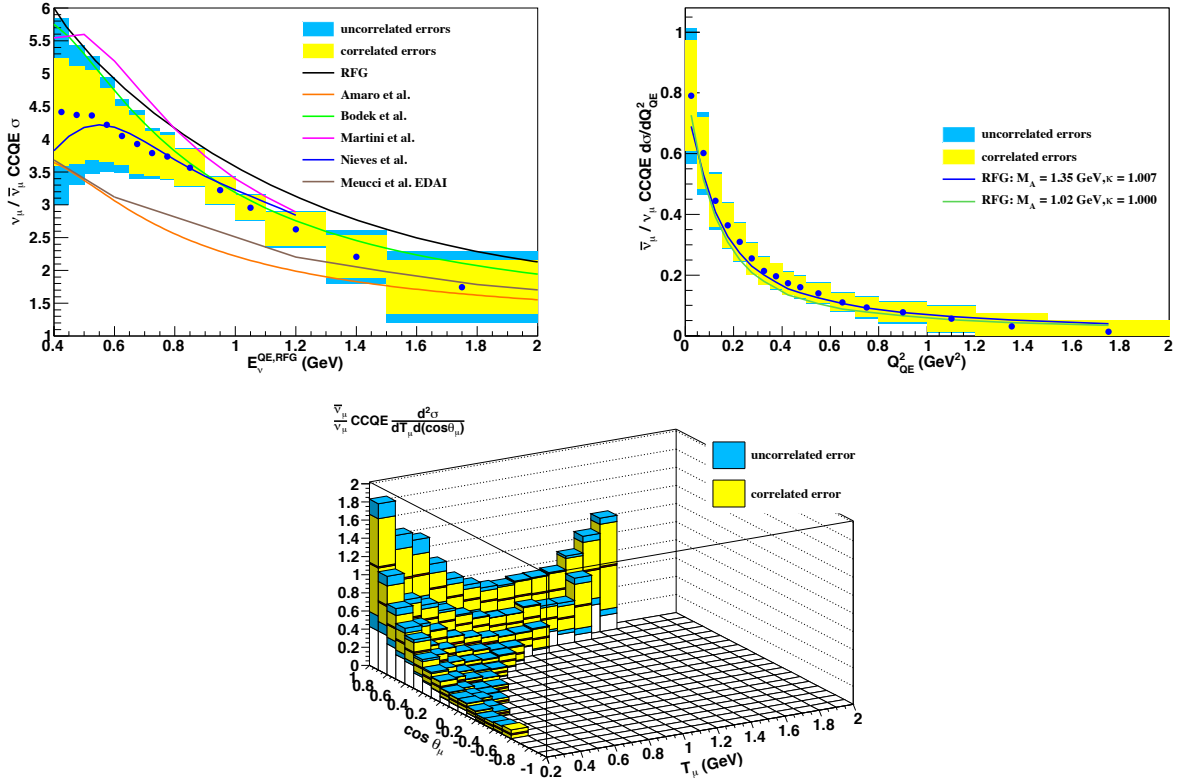 ν_μ / ν̅_μ CCQE σ
6
5.5
5
4.5
4
3.5
3
2.5
2
1.5
1
uncorrelated errors
correlated errors
RFG
Amaro et al.
Bodek et al.
Martini et al.
Nieves et al.
Meucci et al. EDAI
0.4 0.6 0.8 1 1.2 1.4 1.6 1.8 2
E_ν^QE,RFG (GeV)
ν̅_μ / ν_μ CCQE dσ/dQ²_QE
1
0.8
0.6
0.4
0.2
0
uncorrelated errors
correlated errors
RFG: M_A = 1.35 GeV,κ = 1.007
RFG: M_A = 1.02 GeV,κ = 1.000
0 0.2 0.4 0.6 0.8 1 1.2 1.4 1.6 1.8 2
Q²_QE (GeV²)
ν̅_μ/ν_μ CCQE d²σ/dT_μ d(cosθ_μ)
uncorrelated error
correlated error
2
1.8
1.6
1.4
1.2
1
0.8
0.6
0.4
0.2
0
1 0.8 0.6 0.4 0.2 0 -0.2 -0.4 -0.6 -0.8 -1
cos θ_μ
0.2 0.4 0.6 0.8 1 1.2 1.4 1.6 1.8 2
T_μ (GeV)